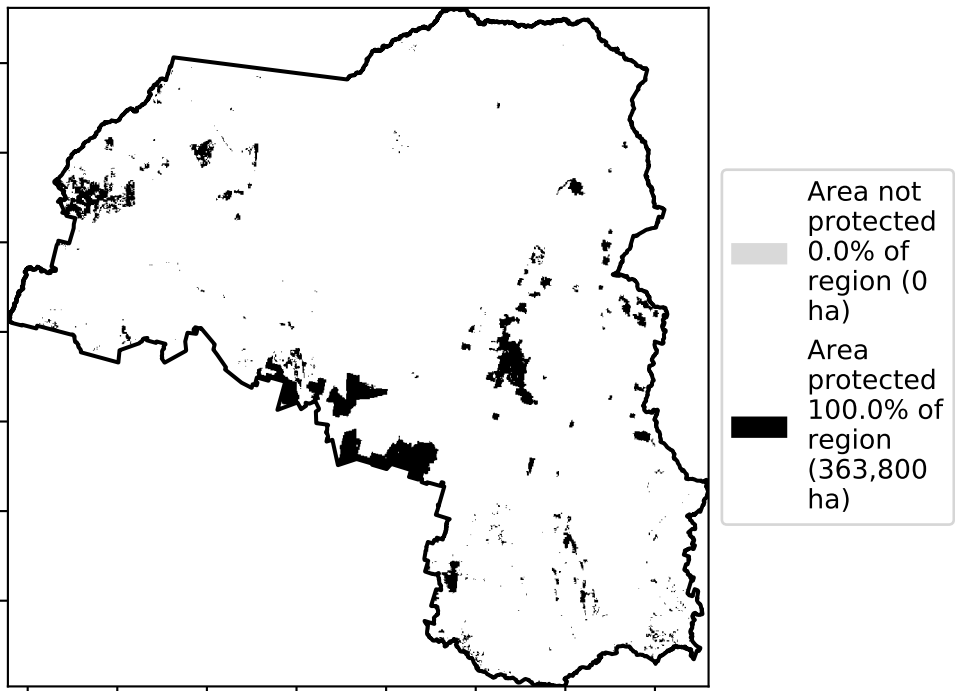 Area not
protected
0.0% of
region (0
ha)
Area
protected
100.0% of
region
(363,800
ha)